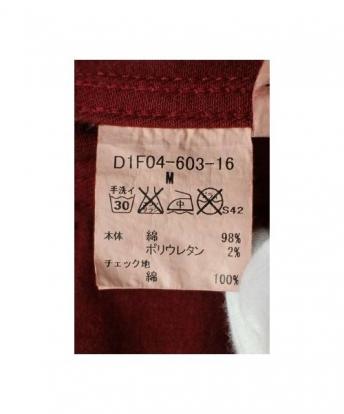 D1F04-603-16
M
手洗イ
30 中 S42
本体 綿 98%
ポリウレタン 2%
チェック地
綿 100%